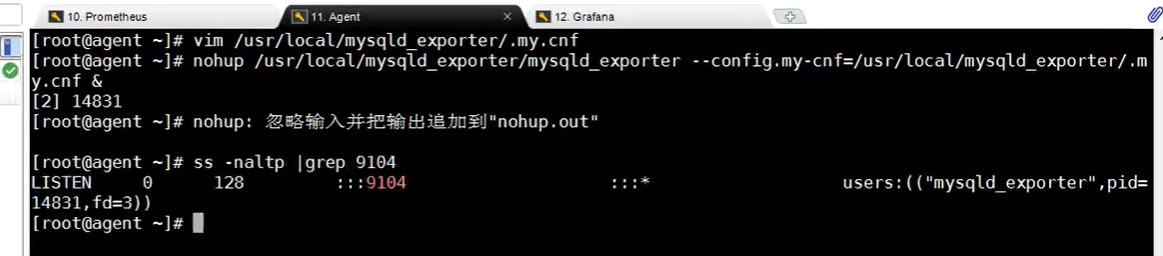 10. Prometheus 11. Agent × 12. Grafana
[root@agent ~]# vim /usr/local/mysqld_exporter/.my.cnf
[root@agent ~]# nohup /usr/local/mysqld_exporter/mysqld_exporter --config.my-cnf=/usr/local/mysqld_exporter/.m
y.cnf &
[2] 14831
[root@agent ~]# nohup: 忽略输入并把输出追加到"nohup.out"
[root@agent ~]# ss -naltp |grep 9104
LISTEN 0 128 :::9104 :::* users:(("mysqld_exporter",pid=
14831,fd=3))
[root@agent ~]#